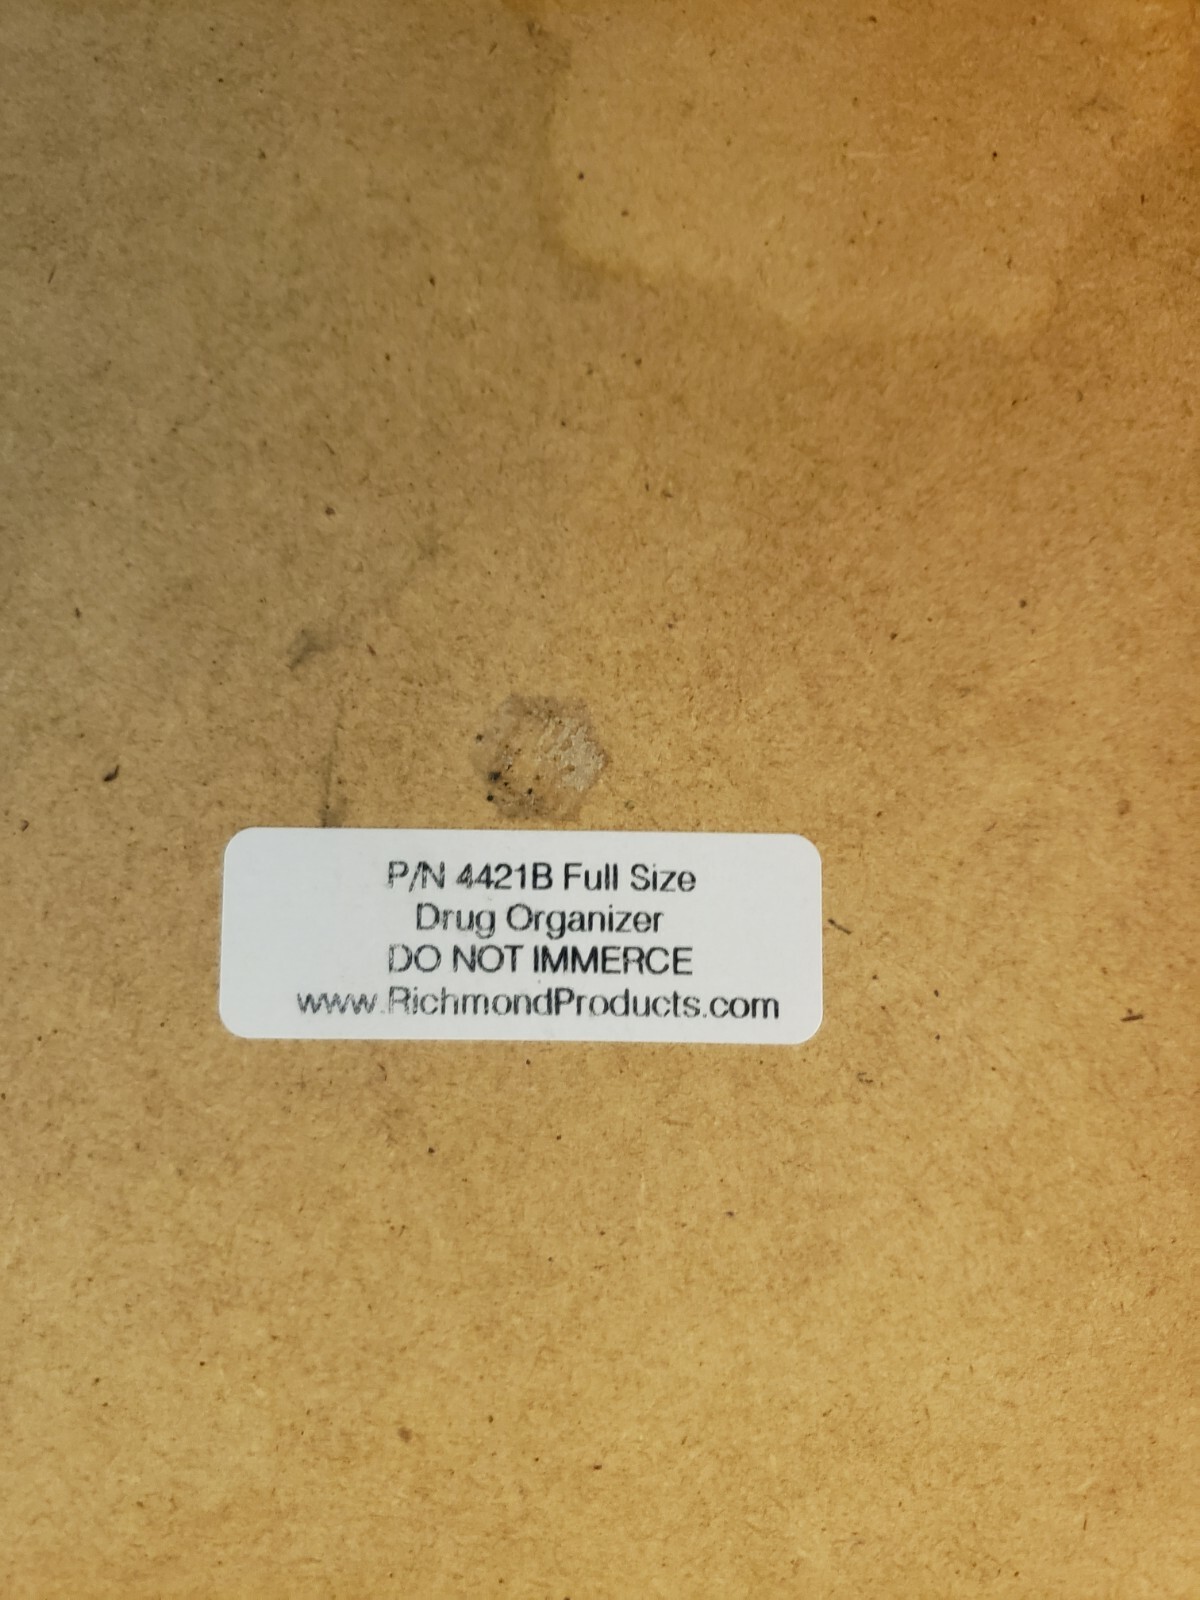 P/N 4421B Full Size
Drug Organizer
DO NOT IMMERCE
www.RichmondProducts.com